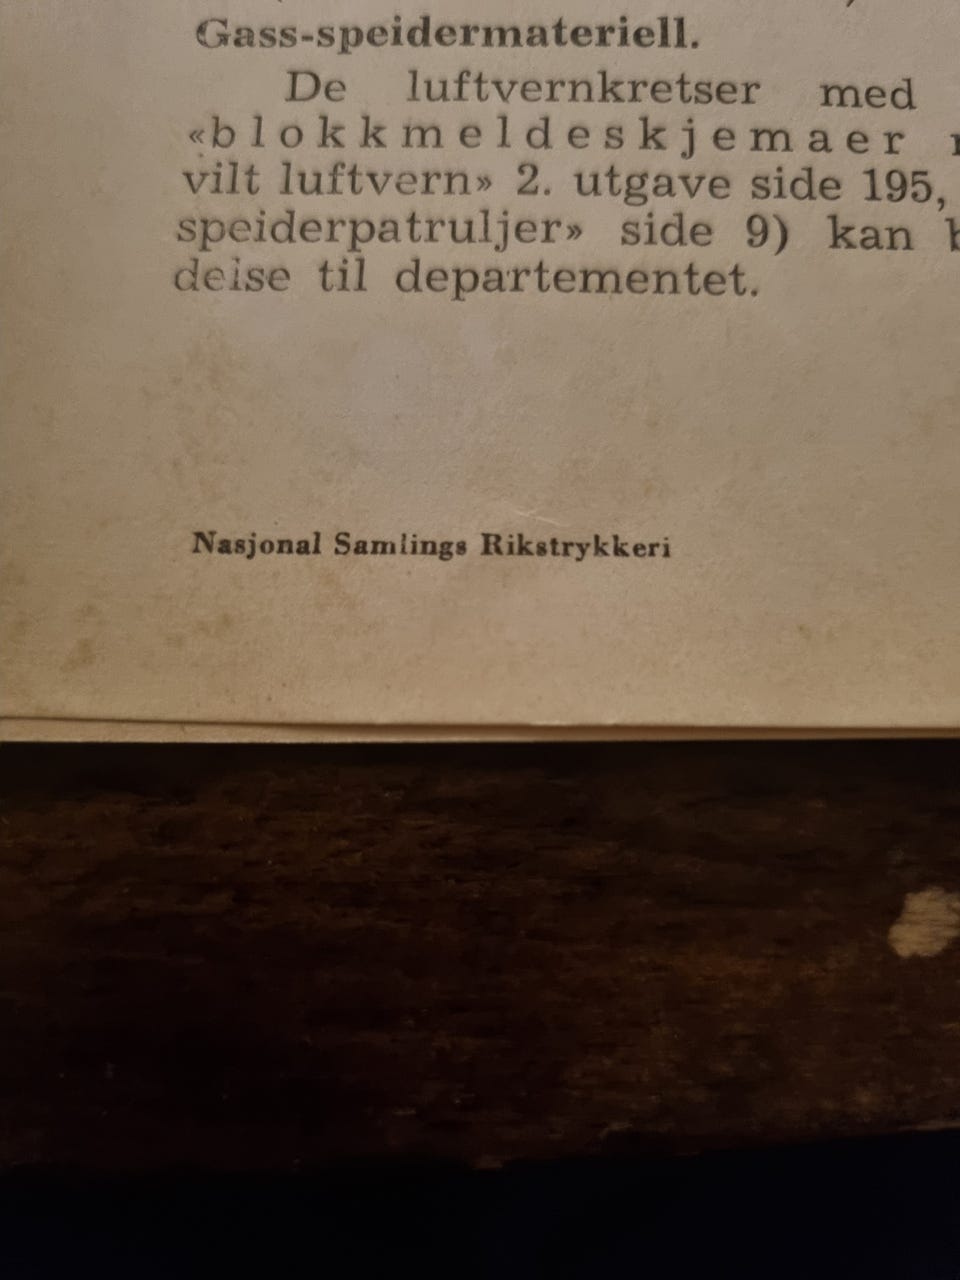 Gass-speidermateriell.
De luftvernkretser med
«blokkmeldeskjemaer
vilt luftvern» 2. utgave side 195,
speiderpatruljer» side 9) kan
deise til departementet.
Nasjonal Samlings Rikstrykkeri